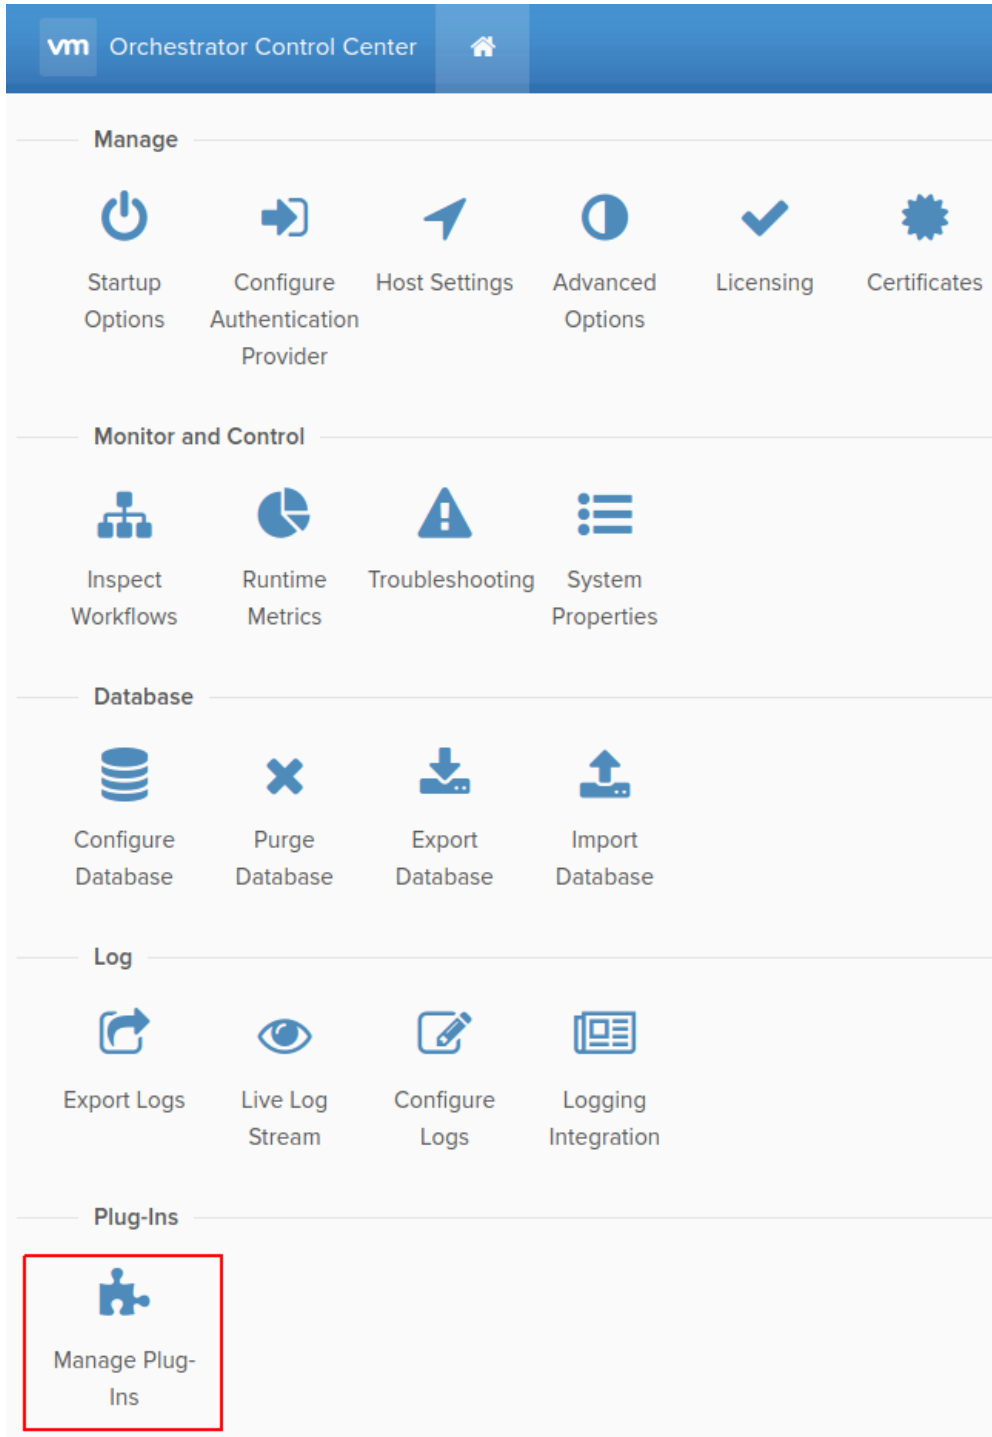 vm Orchestrator Control Center
Manage
Startup Options
Configure Authentication Provider
Host Settings
Advanced Options
Licensing
Certificates
Monitor and Control
Inspect Workflows
Runtime Metrics
Troubleshooting
System Properties
Database
Configure Database
Purge Database
Export Database
Import Database
Log
Export Logs
Live Log Stream
Configure Logs
Logging Integration
Plug-Ins
Manage Plug-Ins